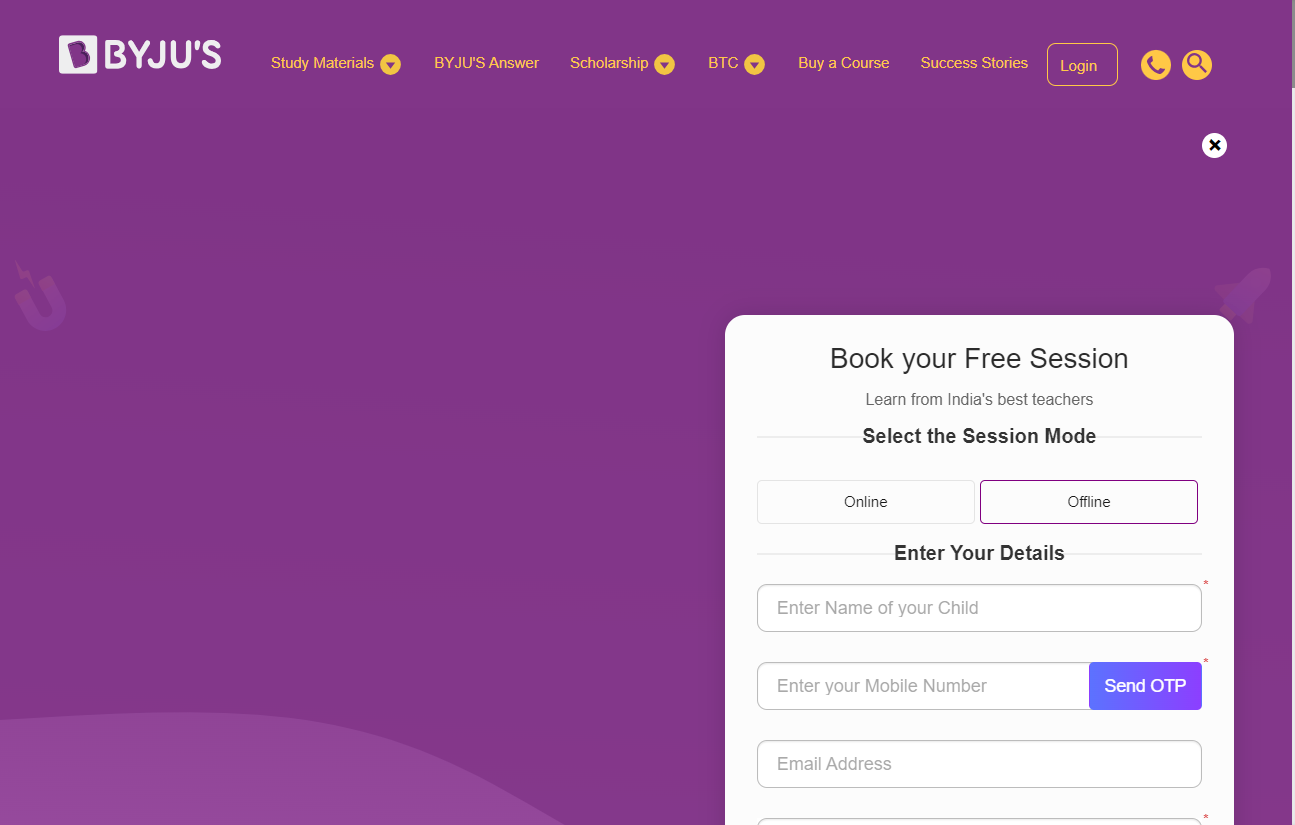 BYJU'S
Study Materials BYJU'S Answer Scholarship BTC Buy a Course Success Stories Login
Book your Free Session
Learn from India's best teachers
Select the Session Mode
Online Offline
Enter Your Details
Enter Name of your Child *
Enter your Mobile Number Send OTP *
Email Address
*